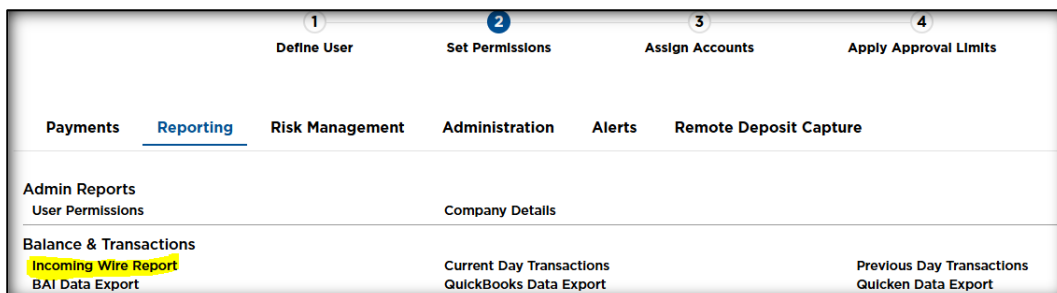 1 2 3 4
Define User Set Permissions Assign Accounts Apply Approval Limits
Payments Reporting Risk Management Administration Alerts Remote Deposit Capture
Admin Reports
User Permissions Company Details
Balance & Transactions
Incoming Wire Report Current Day Transactions Previous Day Transactions
BAI Data Export QuickBooks Data Export Quicken Data Export